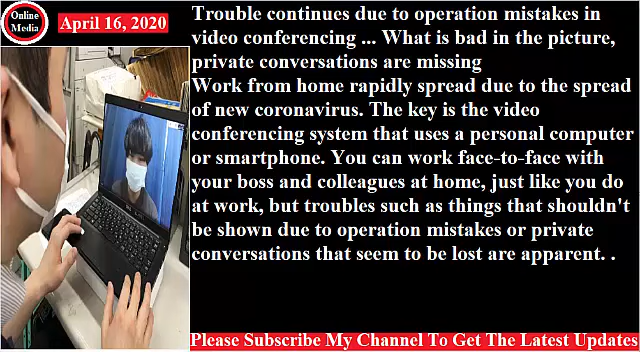 Online
Media
April 16, 2020
Trouble continues due to operation mistakes in
video conferencing ... What is bad in the picture,
private conversations are missing
Work from home rapidly spread due to the spread
of new coronavirus. The key is the video
conferencing system that uses a personal computer
or smartphone. You can work face-to-face with
your boss and colleagues at home, just like you do
at work, but troubles such as things that shouldn't
be shown due to operation mistakes or private
conversations that seem to be lost are apparent. .
Please Subscribe My Channel To Get The Latest Updates